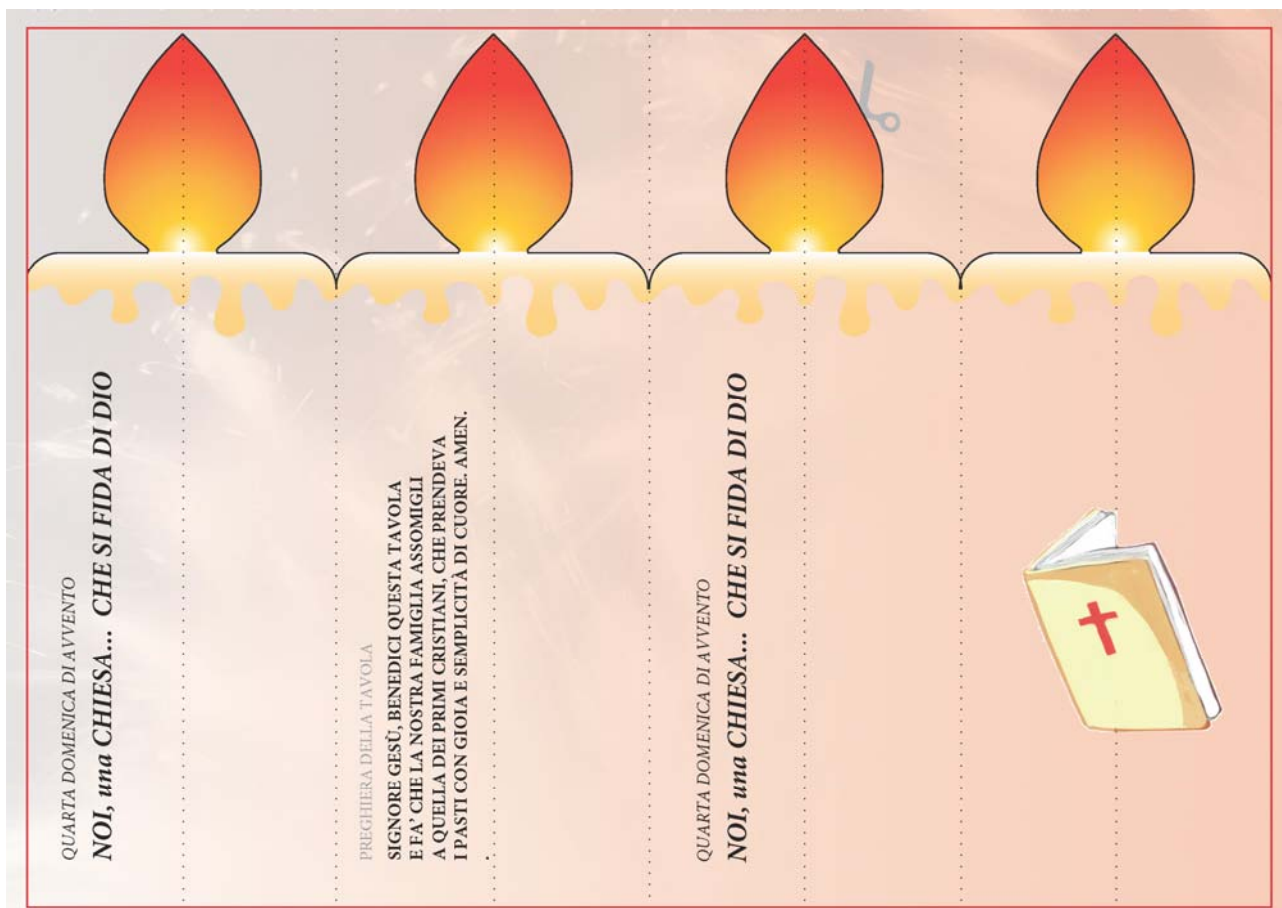 QUARTA DOMENICA DI AVVENTO
NOI, una CHIESA... CHE SI FIDA DI DIO
PREGHIERA DELLA TAVOLA
SIGNORE GESÙ, BENEDICI QUESTA TAVOLA
E FA’ CHE LA NOSTRA FAMIGLIA ASSOMIGLI
A QUELLA DEI PRIMI CRISTIANI, CHE PRENDEVA
I PASTI CON GIOIA E SEMPLICITÀ DI CUORE. AMEN.
.
QUARTA DOMENICA DI AVVENTO
NOI, una CHIESA... CHE SI FIDA DI DIO